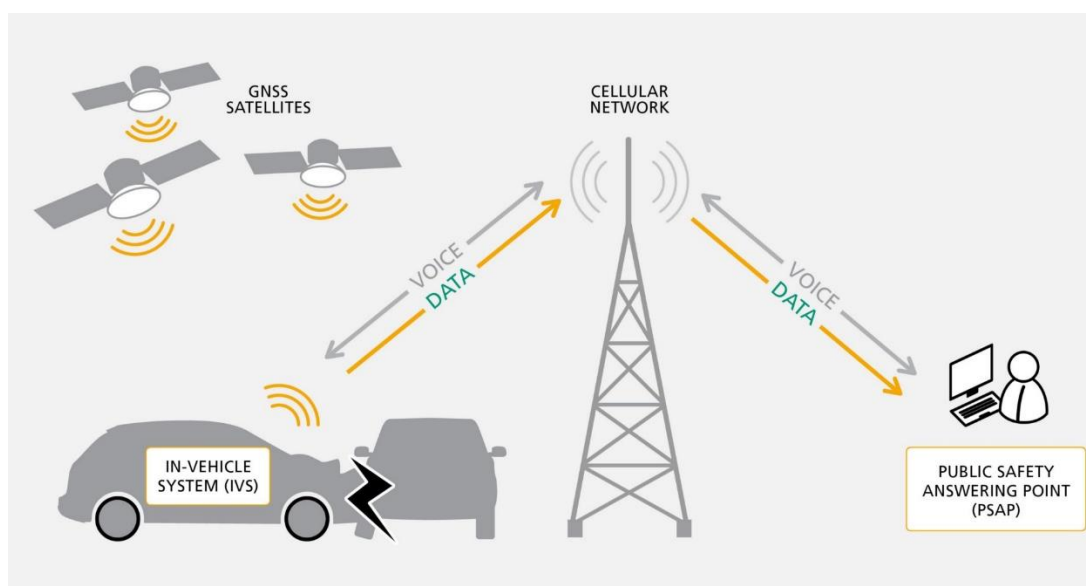 GNSS
SATELLITES
CELLULAR
NETWORK
VOICE
DATA
VOICE
DATA
IN-VEHICLE
SYSTEM (IVS)
PUBLIC SAFETY
ANSWERING POINT
(PSAP)